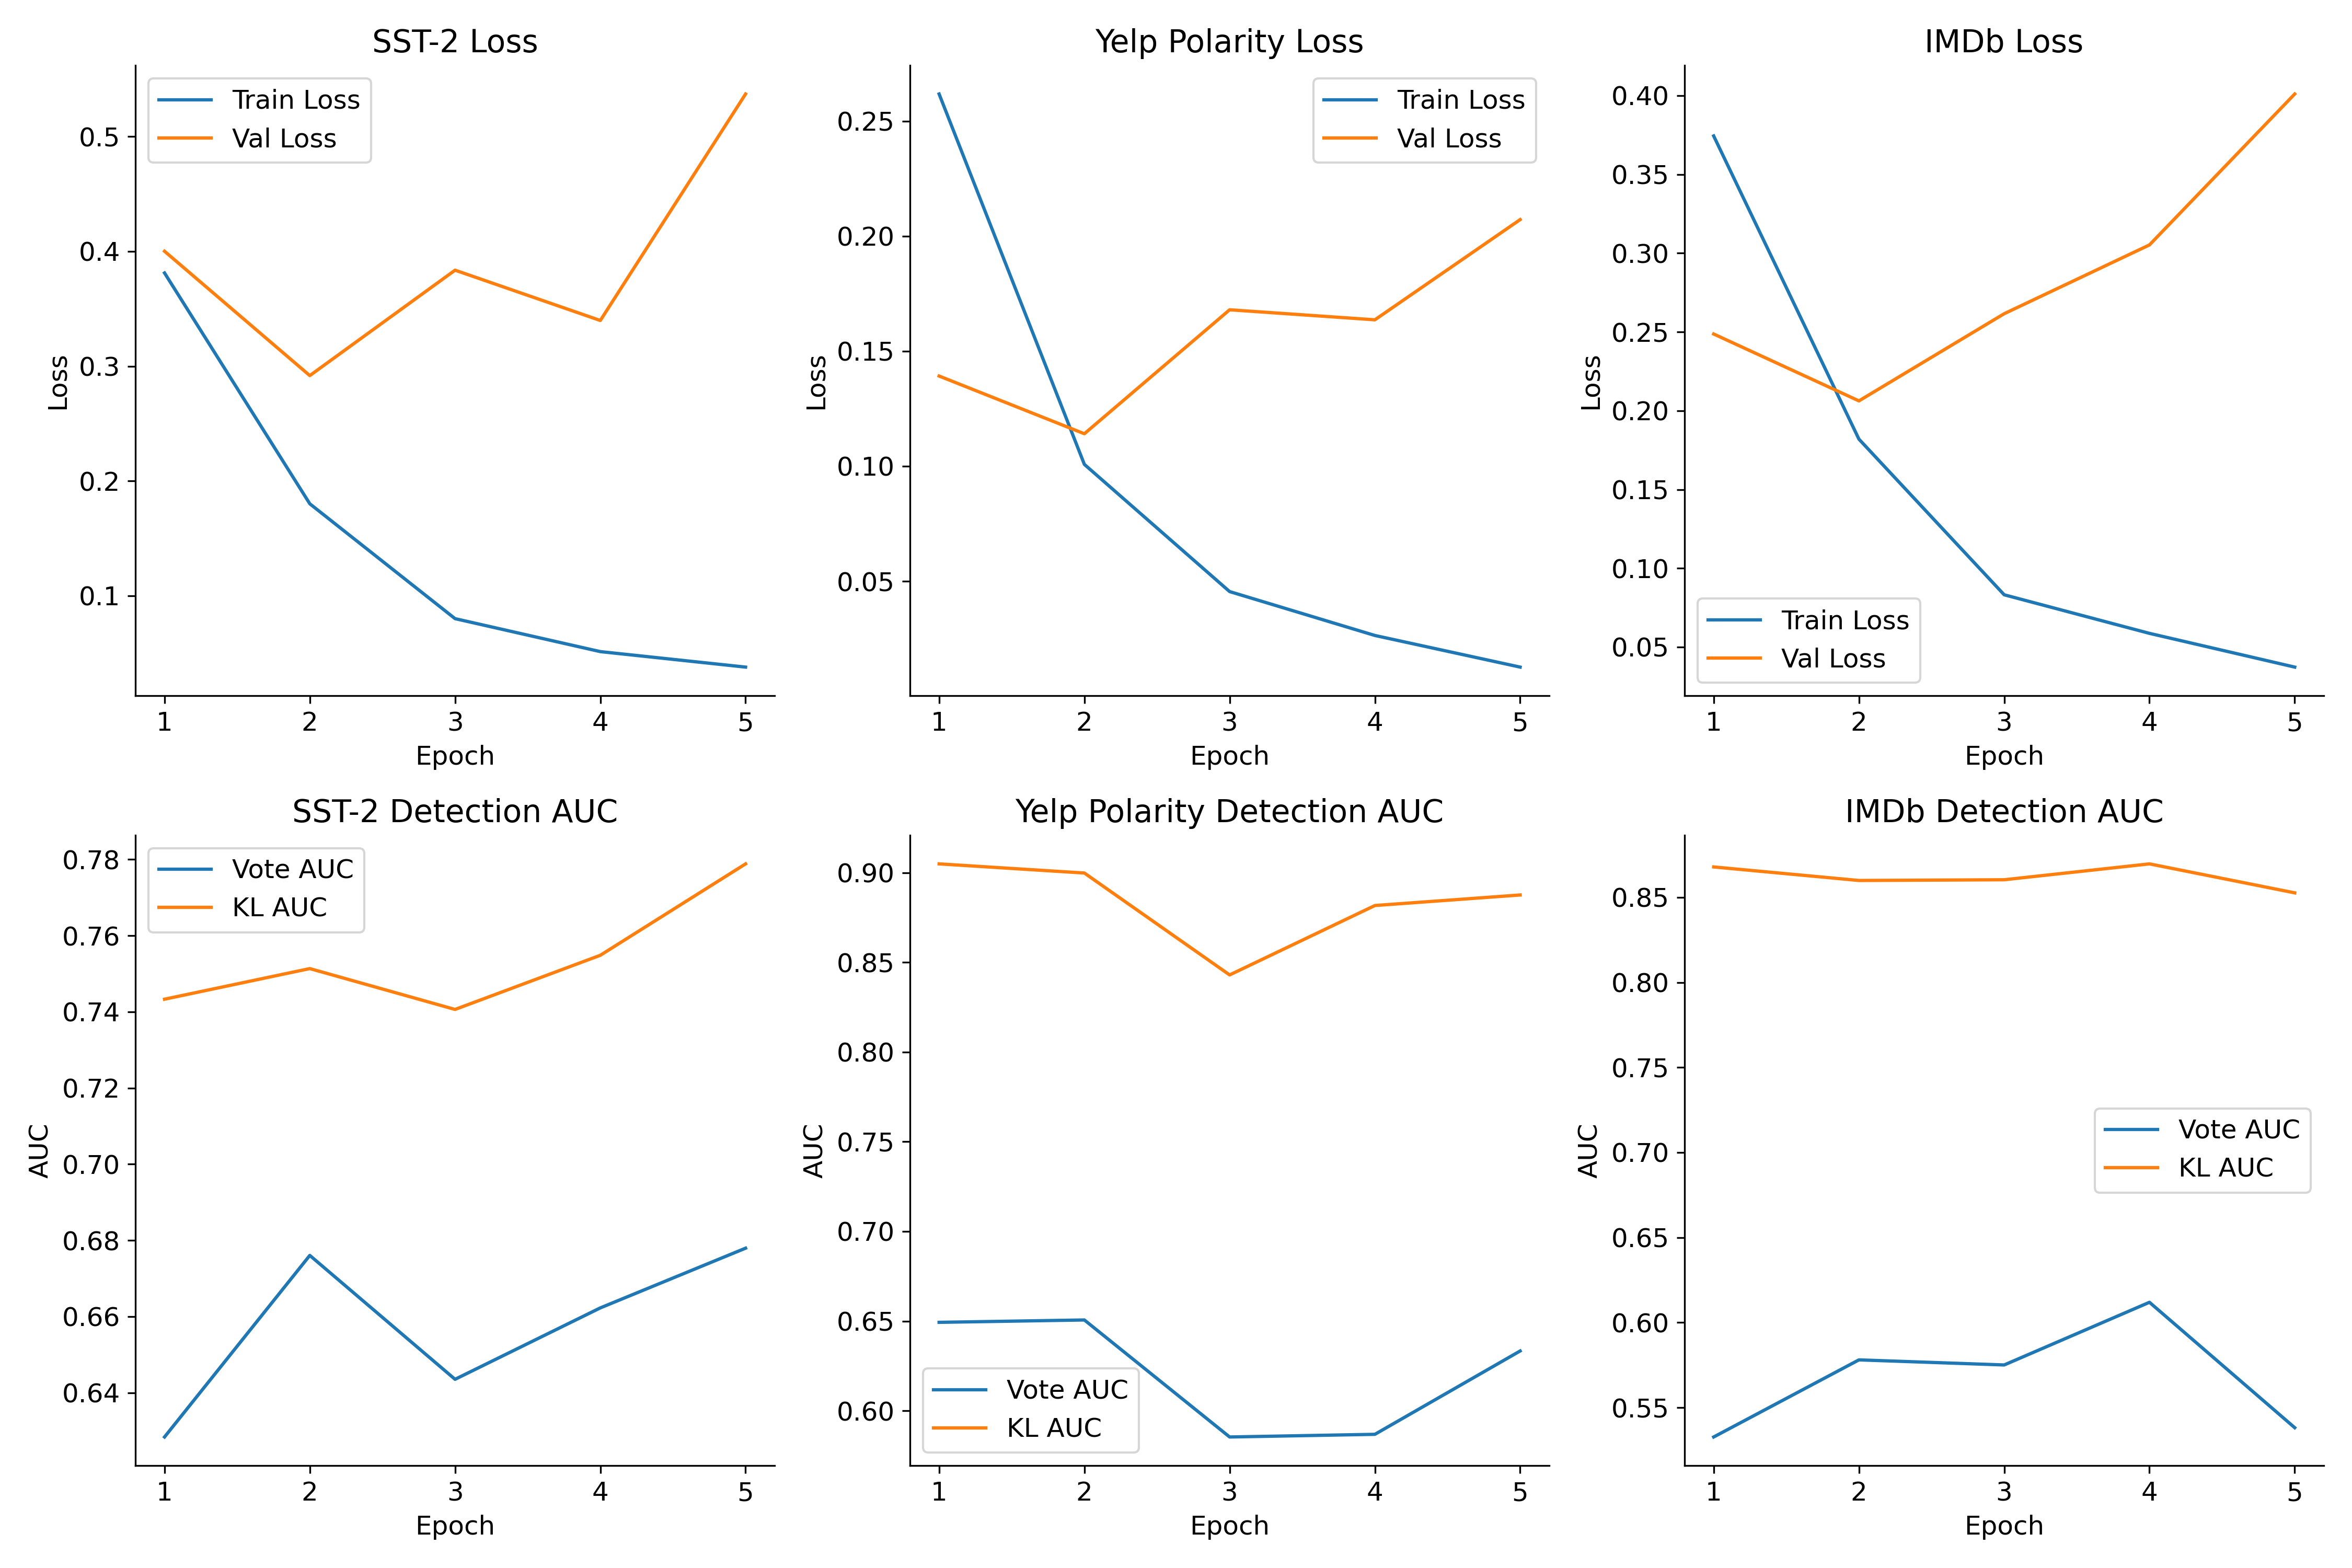 SST-2 Loss
Train Loss
Val Loss
Loss
0.5
0.4
0.3
0.2
0.1
1 2 3 4 5
Epoch
Yelp Polarity Loss
Train Loss
Val Loss
Loss
0.25
0.20
0.15
0.10
0.05
1 2 3 4 5
Epoch
IMDb Loss
Train Loss
Val Loss
Loss
0.40
0.35
0.30
0.25
0.20
0.15
0.10
0.05
1 2 3 4 5
Epoch
SST-2 Detection AUC
Vote AUC
KL AUC
AUC
0.78
0.76
0.74
0.72
0.70
0.68
0.66
0.64
1 2 3 4 5
Epoch
Yelp Polarity Detection AUC
Vote AUC
KL AUC
AUC
0.90
0.85
0.80
0.75
0.70
0.65
0.60
1 2 3 4 5
Epoch
IMDb Detection AUC
Vote AUC
KL AUC
AUC
0.85
0.80
0.75
0.70
0.65
0.60
0.55
1 2 3 4 5
Epoch